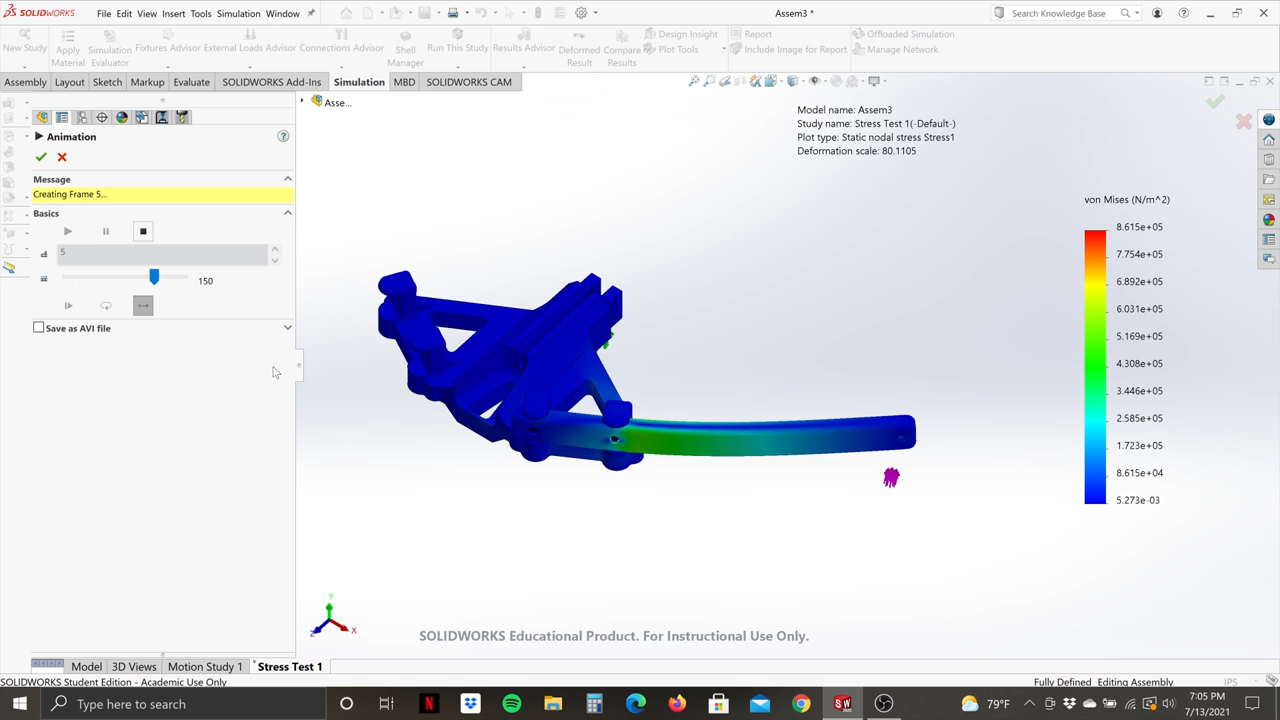 SOLIDWORKS File Edit View Insert Tools Simulation Window Assem3 * Search Knowledge Base
New Study Apply Material Simulation Evaluator Fixtures Advisor External Loads Advisor Connections Advisor Shell Manager Run This Study Results Advisor Deformed Result Compare Results Design Insight Plot Tools Report Include Image for Report Offloaded Simulation Manage Network
Assembly Layout Sketch Markup Evaluate SOLIDWORKS Add-Ins Simulation MBD SOLIDWORKS CAM
Asse...
Animation
Message
Creating Frame 5...
Basics
5
150
Save as AVI file
Model name: Assem3
Study name: Stress Test 1(-Default-)
Plot type: Static nodal stress Stress1
Deformation scale: 80.1105
von Mises (N/m^2)
8.615e+05
7.754e+05
6.892e+05
6.031e+05
5.169e+05
4.308e+05
3.446e+05
2.585e+05
1.723e+05
8.615e+04
5.273e-03
Y
Z
X
SOLIDWORKS Educational Product. For Instructional Use Only.
Model 3D Views Motion Study 1 Stress Test 1
SOLIDWORKS Student Edition - Academic Use Only Fully Defined Editing Assembly
Type here to search 79°F 7:05 PM
7/13/2021